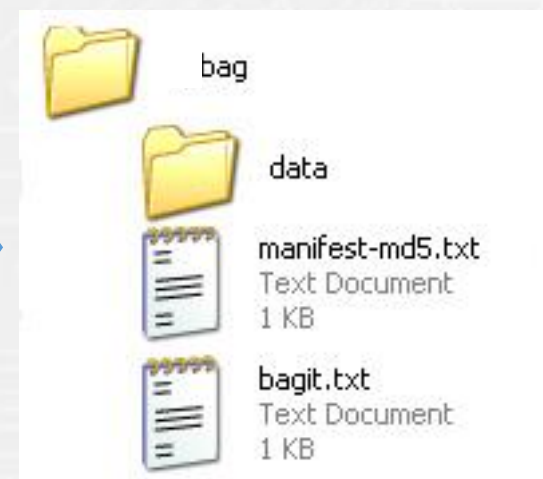 bag
data
manifest-md5.txt
Text Document
1 KB
bagit.txt
Text Document
1 KB